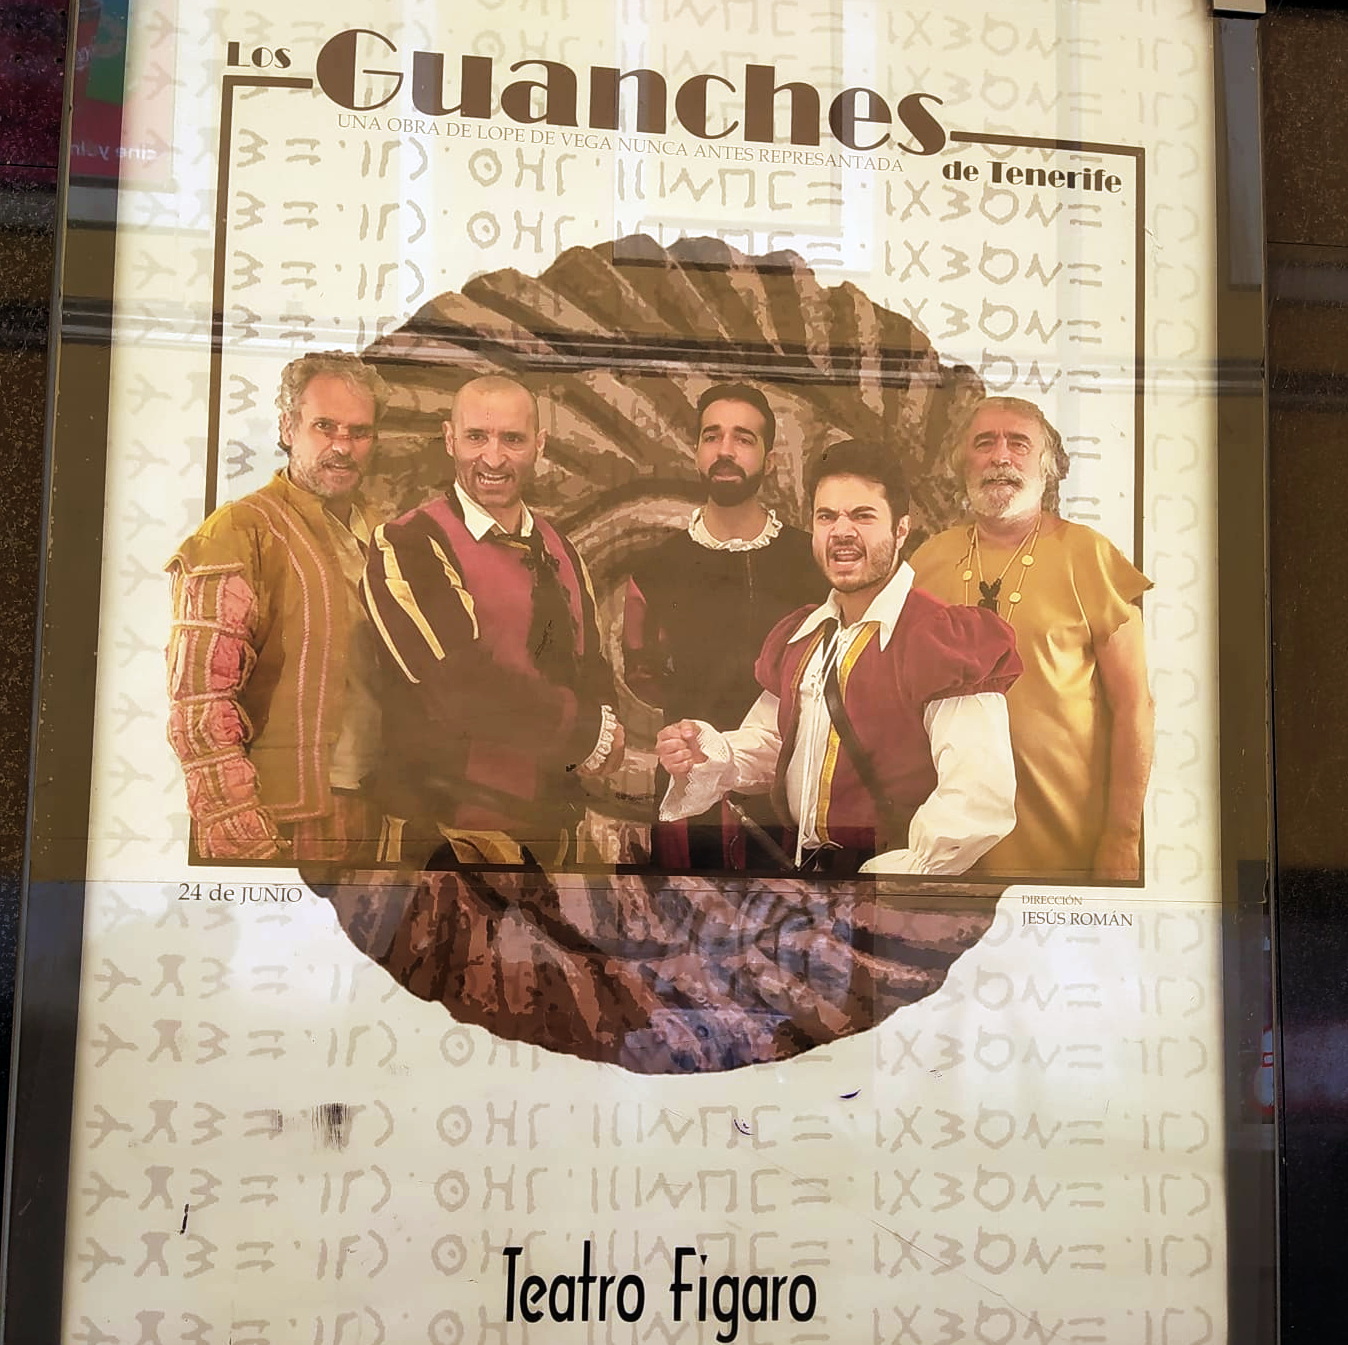 Los Guanches
UNA OBRA DE LOPE DE VEGA NUNCA ANTES REPRESANTADA
de Tenerife
24 de JUNIO
DIRECCIÓN
JESÚS ROMÁN
Teatro Figaro